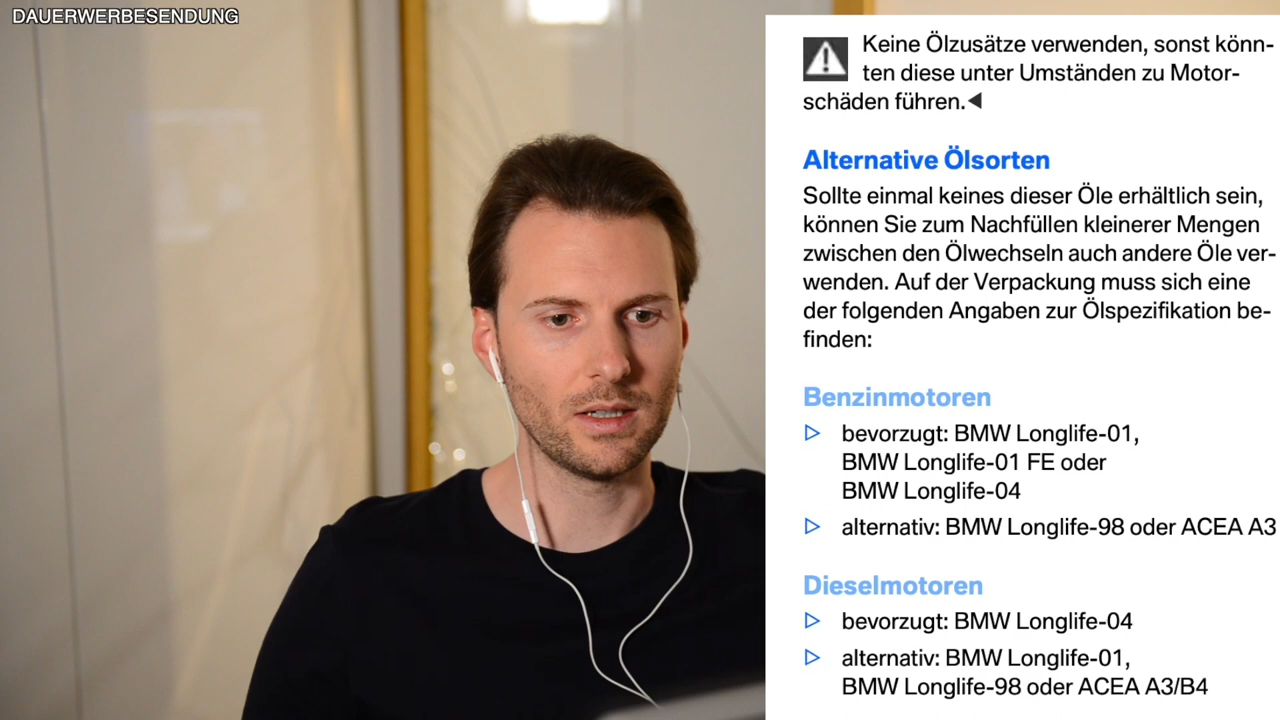 DAUERWERBESENDUNG
Keine Ölzusätze verwenden, sonst könn-
ten diese unter Umständen zu Motor-
schäden führen.◀
Alternative Ölsorten
Sollte einmal keines dieser Öle erhältlich sein,
können Sie zum Nachfüllen kleinerer Mengen
zwischen den Ölwechseln auch andere Öle ver-
wenden. Auf der Verpackung muss sich eine
der folgenden Angaben zur Ölspezifikation be-
finden:
Benzinmotoren
▷ bevorzugt: BMW Longlife-01,
BMW Longlife-01 FE oder
BMW Longlife-04
▷ alternativ: BMW Longlife-98 oder ACEA A3
Dieselmotoren
▷ bevorzugt: BMW Longlife-04
▷ alternativ: BMW Longlife-01,
BMW Longlife-98 oder ACEA A3/B4